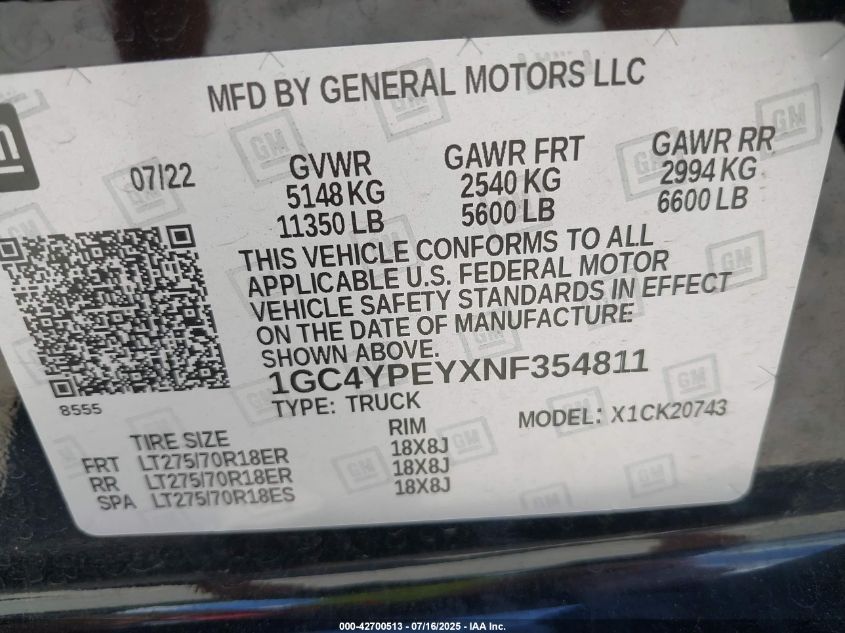 MFD BY GENERAL MOTORS LLC
GM
07/22
GVWR
5148 KG
11350 LB
GAWR FRT
2540 KG
5600 LB
GAWR RR
2994 KG
6600 LB
THIS VEHICLE CONFORMS TO ALL
APPLICABLE U.S. FEDERAL MOTOR
VEHICLE SAFETY STANDARDS IN EFFECT
ON THE DATE OF MANUFACTURE
SHOWN ABOVE.
1GC4YPEYXNF354811
8555
TYPE: TRUCK
MODEL: X1CK20743
TIRE SIZE RIM
FRT LT275/70R18ER 18X8J
RR LT275/70R18ER 18X8J
SPA LT275/70R18ES 18X8J
000-42700513 - 07/16/2025 - IAA Inc.